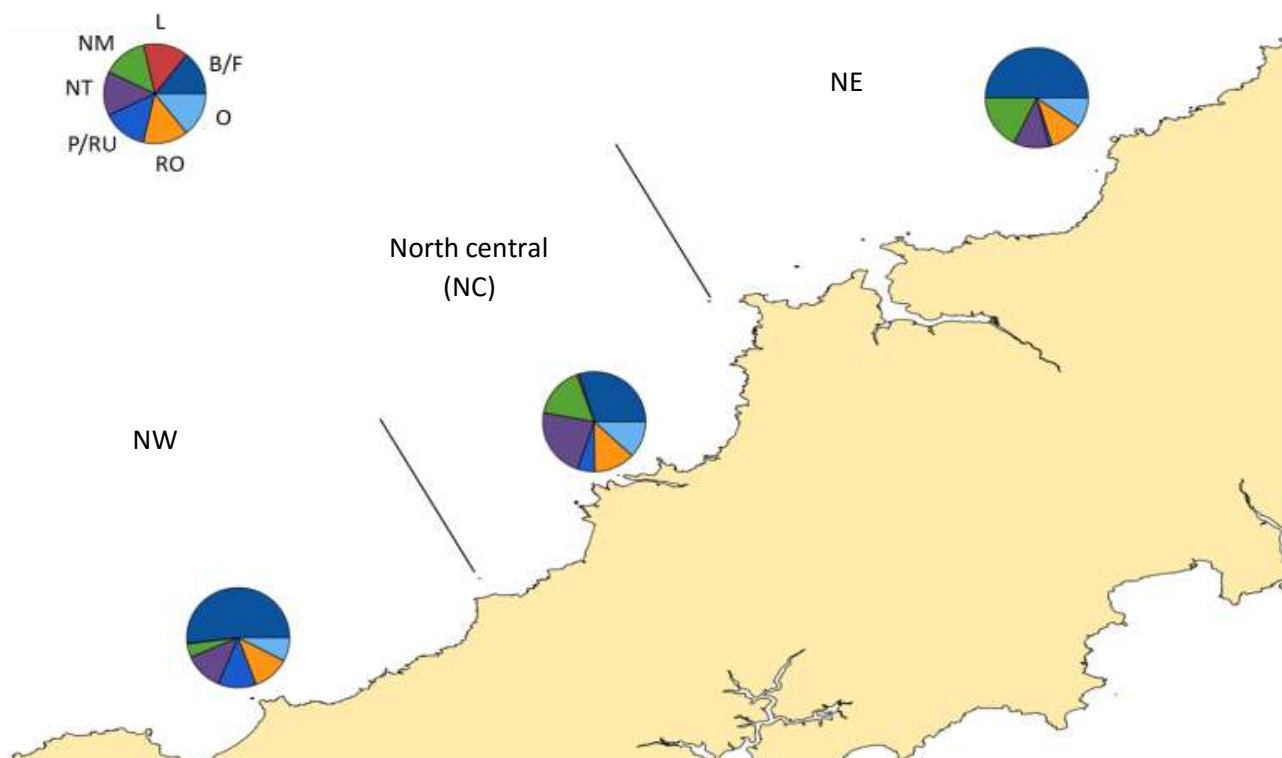 L
NM
B/F
NT
O
P/RU
RO
NE
North central
(NC)
NW